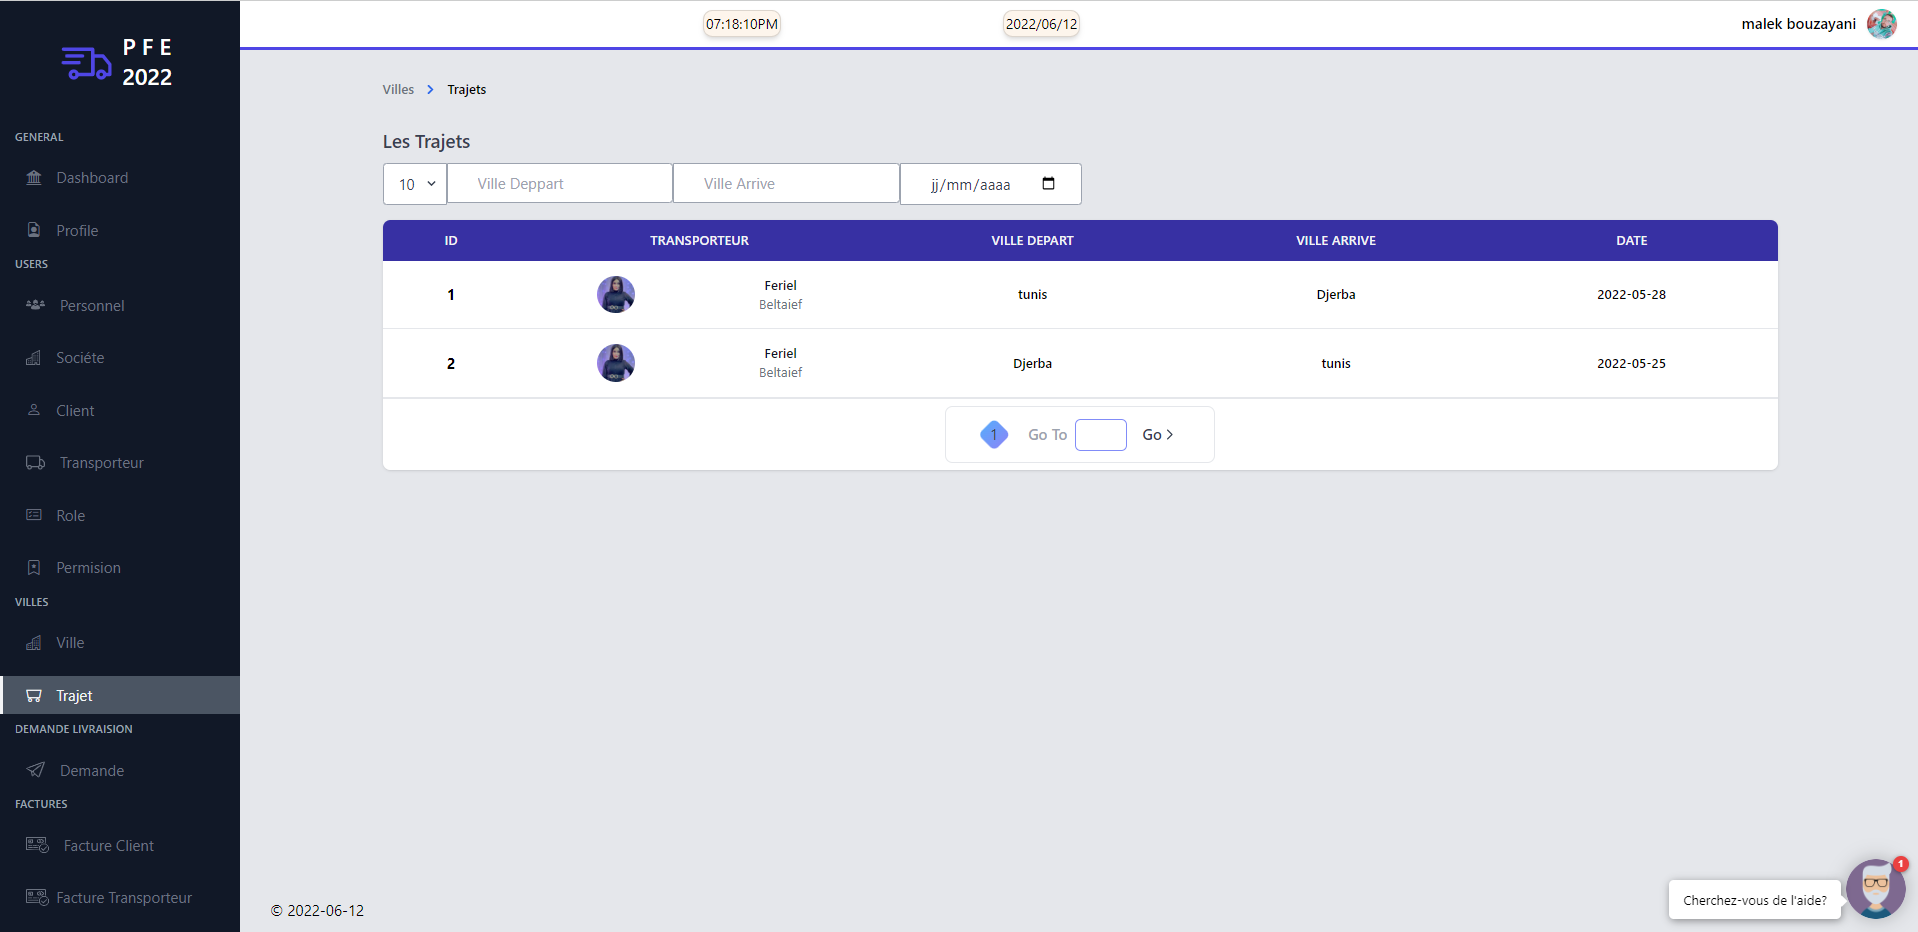 P F E
2022
GENERAL
Dashboard
Profile
USERS
Personnel
Sociéte
Client
Transporteur
Role
Permision
VILLES
Ville
Trajet
DEMANDE LIVRAISION
Demande
FACTURES
Facture Client
Facture Transporteur
07:18:10PM 2022/06/12 malek bouzayani
Villes Trajets
Les Trajets
10 Ville Deppart Ville Arrive jj/mm/aaaa
ID TRANSPORTEUR VILLE DEPART VILLE ARRIVE DATE
1 Feriel Beltaief tunis Djerba 2022-05-28
2 Feriel Beltaief Djerba tunis 2022-05-25
1 Go To Go >
Cherchez-vous de l'aide? 1
© 2022-06-12